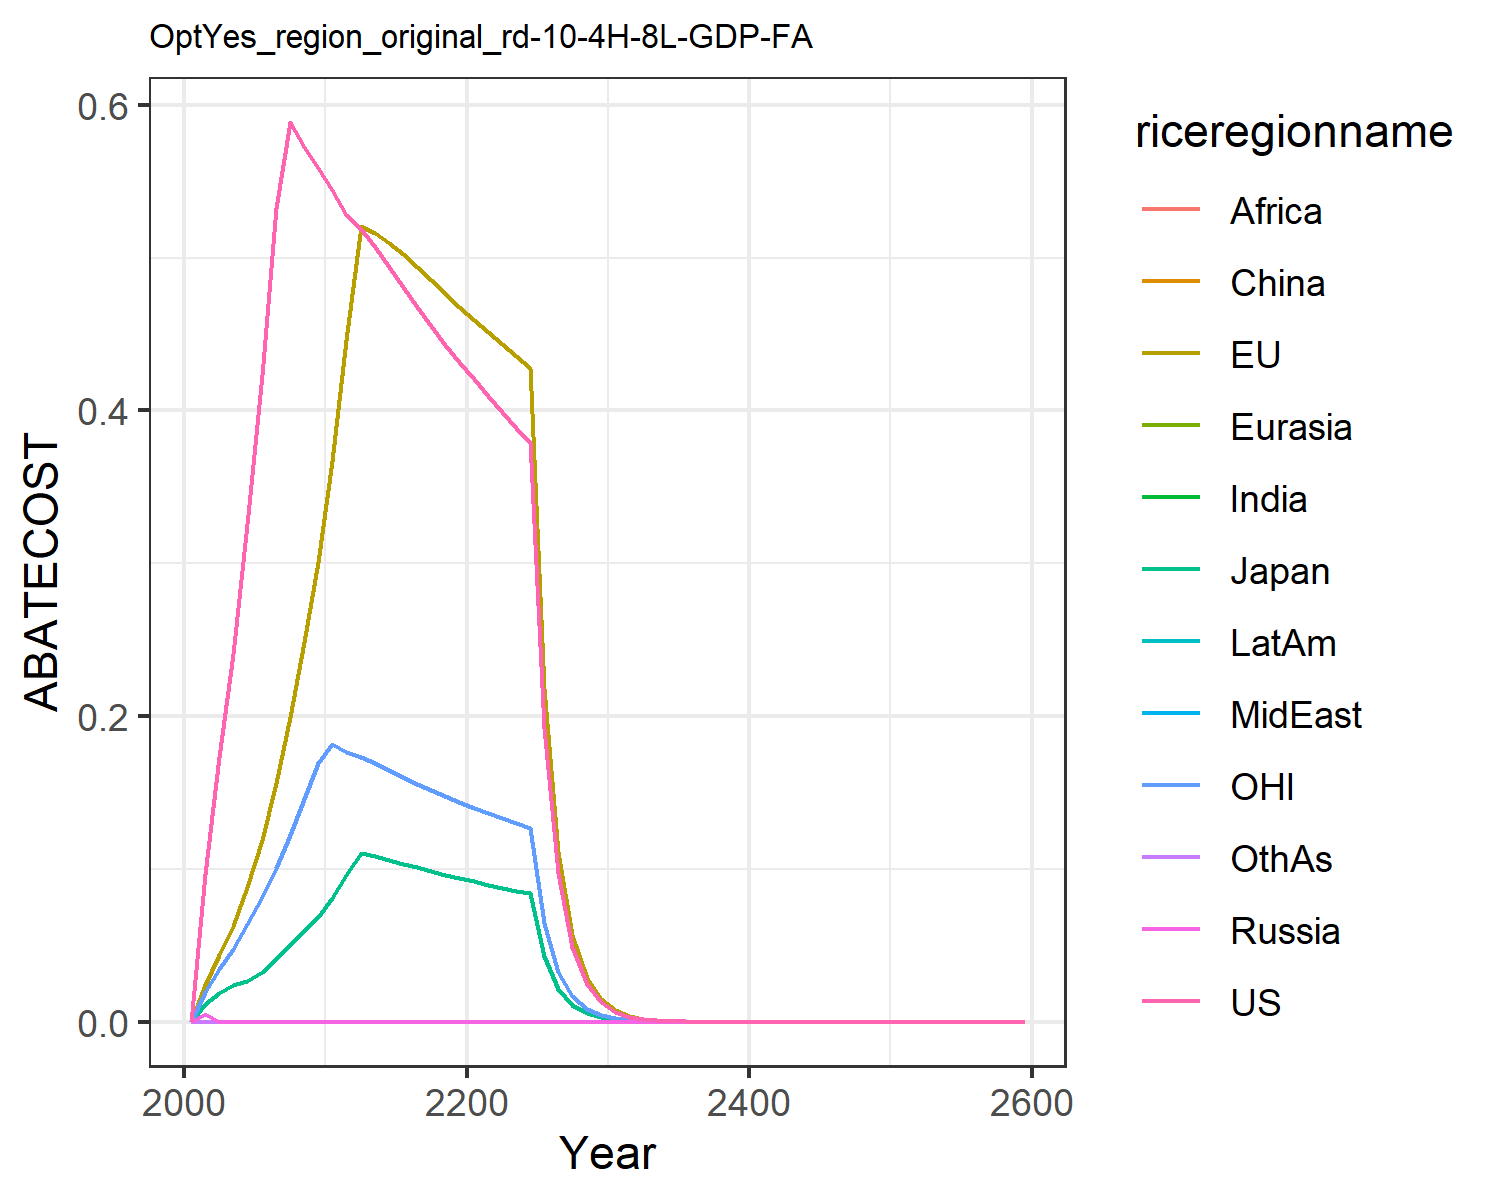 OptYes_region_original_rd-10-4H-8L-GDP-FA
0.6
0.4
0.2
0.0
ABATECOST
2000
2200
2400
2600
Year
riceregionname
Africa
China
EU
Eurasia
India
Japan
LatAm
MidEast
OHI
OthAs
Russia
US